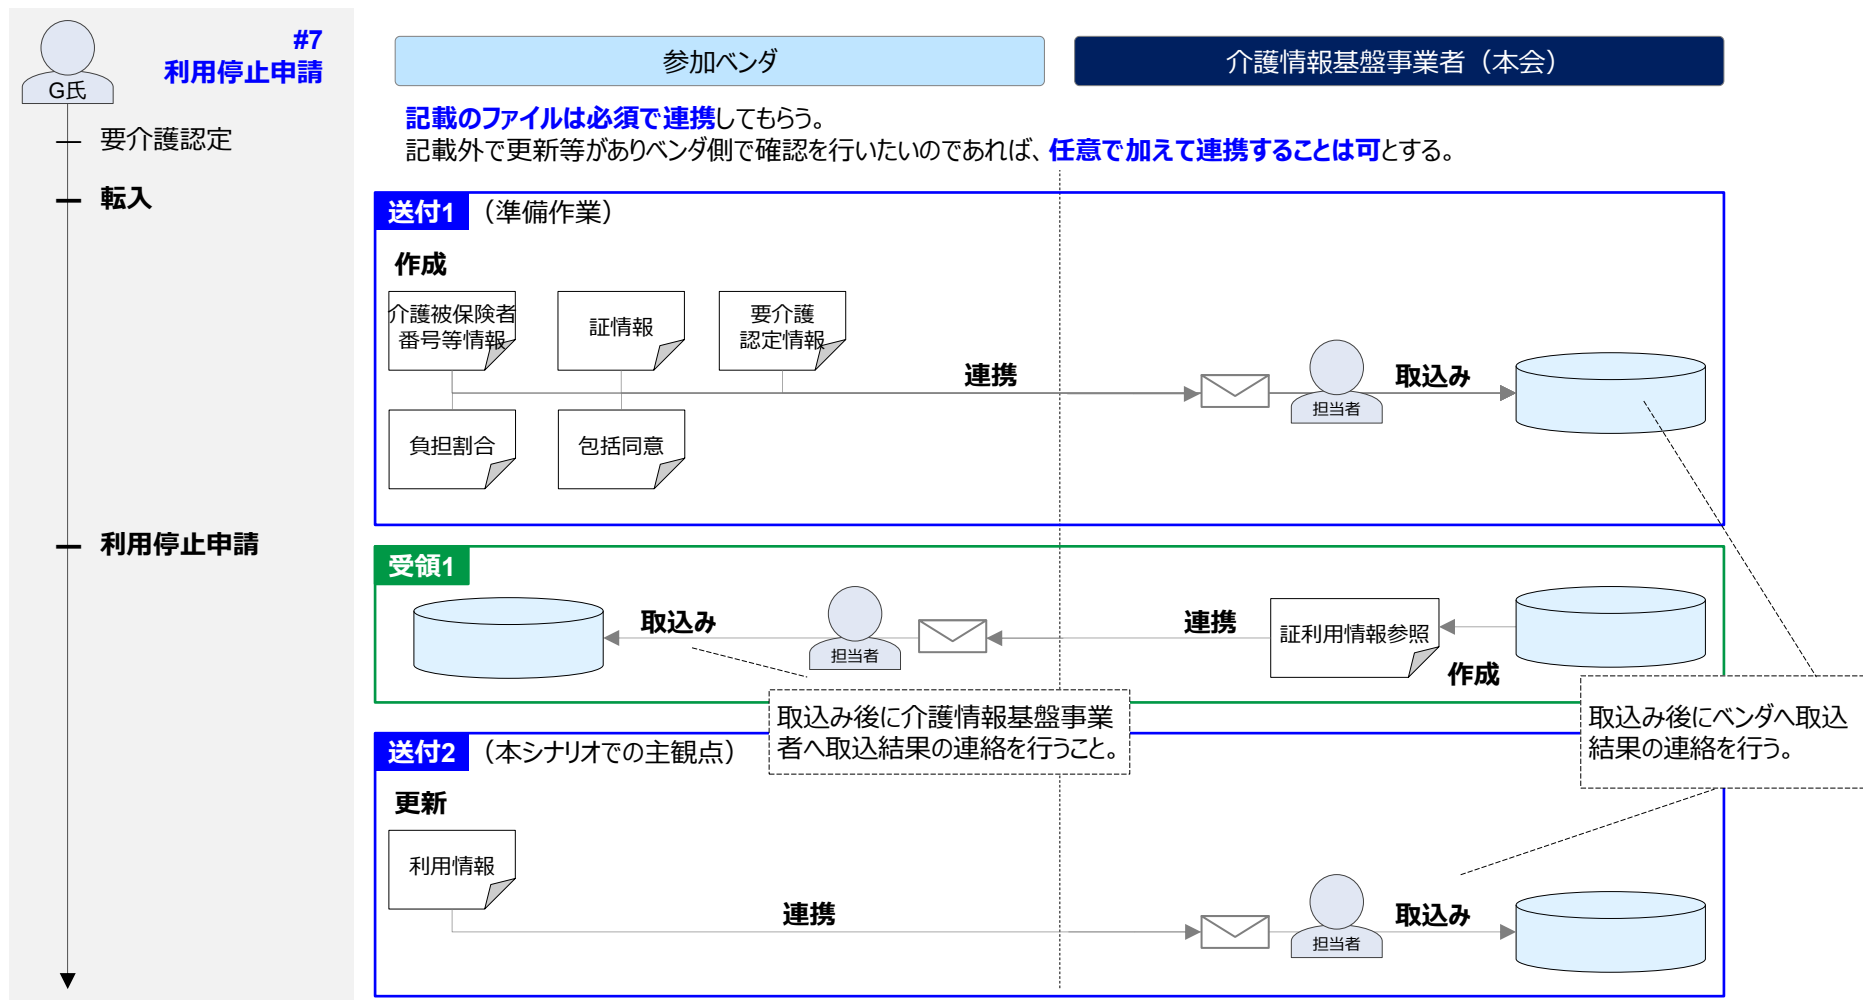 #7
利用停止申請
G氏
要介護認定
転入
利用停止申請
参加ベンダ
介護情報基盤事業者（本会）
記載のファイルは必須で連携してもらう。
記載外で更新等がありベンダ側で確認を行いたいのであれば、任意で加えて連携することは可とする。
送付1 （準備作業）
作成
介護被保険者
番号等情報
証情報
要介護
認定情報
負担割合
包括同意
連携
担当者
取込み
受領1
取込み
担当者
連携
証利用情報参照
作成
取込み後に介護情報基盤事業
者へ取込結果の連絡を行うこと。
取込み後にベンダへ取込
結果の連絡を行う。
送付2 （本シナリオでの主観点）
更新
利用情報
連携
担当者
取込み